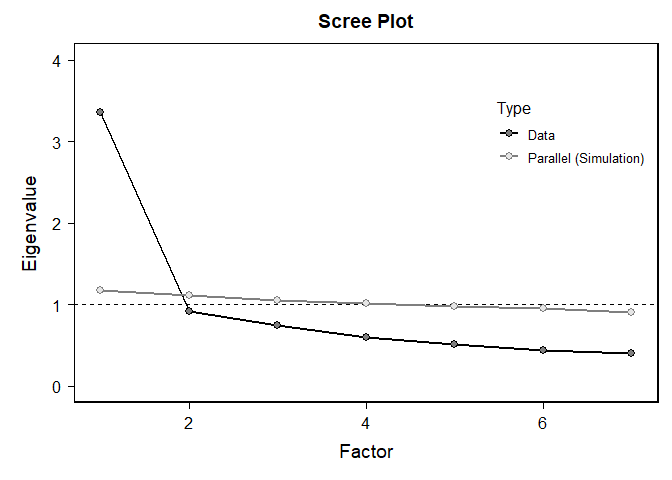 Scree Plot
4
3
2
1
0
Eigenvalue
Type
Data
Parallel (Simulation)
2
4
6
Factor